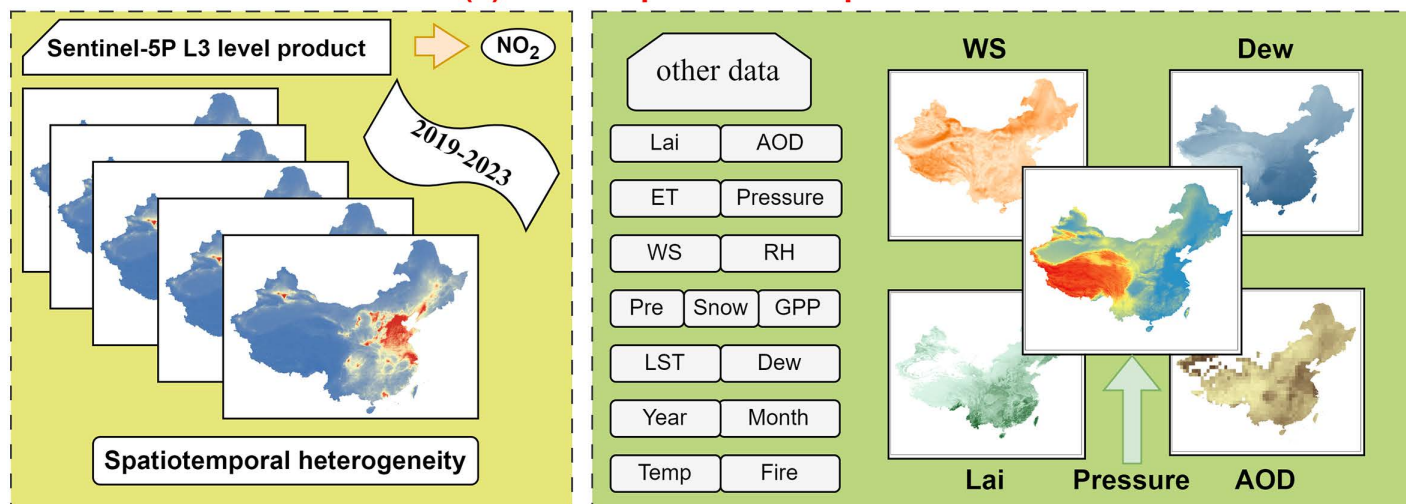 Sentinel-5P L3 level product
NO₂
2019-2023
Spatiotemporal heterogeneity
other data
Lai AOD
ET Pressure
WS RH
Pre Snow GPP
LST Dew
Year Month
Temp Fire
WS
Dew
Lai
Pressure
AOD